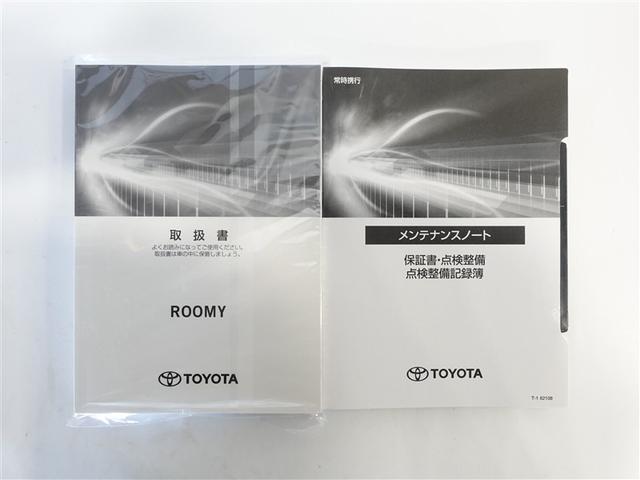 取扱書
よくお読みになってご使用ください。
取扱書は車の中に保管しましょう。
ROOMY
TOYOTA
常時携行
メンテナンスノート
保証書・点検整備
点検整備記録簿
TOYOTA
T-1 62108